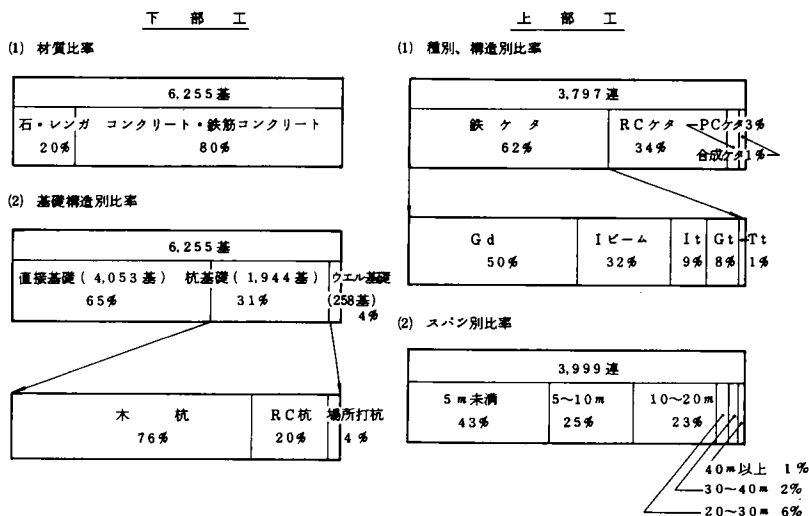 下 部 工
(1) 材質比率
6,255基
石・レンガ コンクリート・鉄筋コンクリート
20% 80%
(2) 基礎構造別比率
6,255基
直接基礎(4,053基) 杭基礎(1,944基) ウエル基礎
(258基)
65% 31% 4%
木 杭 RC杭 場所打杭
76% 20% 4%
上 部 工
(1) 種別、構造別比率
3,797連
鉄 ケ タ RCケタ PCケタ3%
62% 34% 合成ケタ1%
Gd Iビーム It Gt Tt
50% 32% 9% 8% 1%
(2) スパン別比率
3,999連
5m未満 5~10m 10~20m
43% 25% 23%
40m以上 1%
30~40m 2%
20~30m 6%